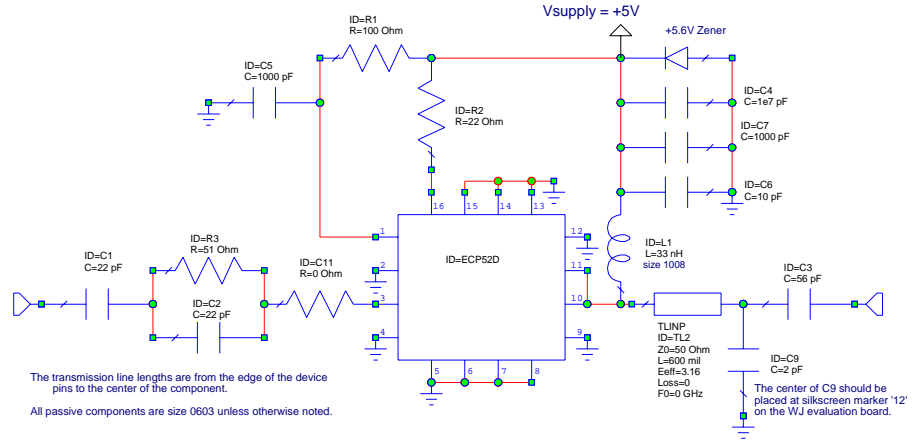 Vsupply = +5V
ID=R1
R=100 Ohm
+5.6V Zener
ID=C5
C=1000 pF
ID=C4
C=1e7 pF
ID=R2
R=22 Ohm
ID=C7
C=1000 pF
ID=C6
C=10 pF
16
15
14
13
1
2
3
4
12
11
10
9
5
6
7
8
ID=ECP52D
ID=L1
L=33 nH
size 1008
ID=C1
C=22 pF
ID=R3
R=51 Ohm
ID=C2
C=22 pF
ID=C11
R=0 Ohm
ID=C3
C=56 pF
TLINP
ID=TL2
Z0=50 Ohm
L=600 mil
Eeff=3.16
Loss=0
F0=0 GHz
ID=C9
C=2 pF
The center of C9 should be
placed at silkscreen marker '12'
on the WJ evaluation board.
The transmission line lengths are from the edge of the device
pins to the center of the component.
All passive components are size 0603 unless otherwise noted.